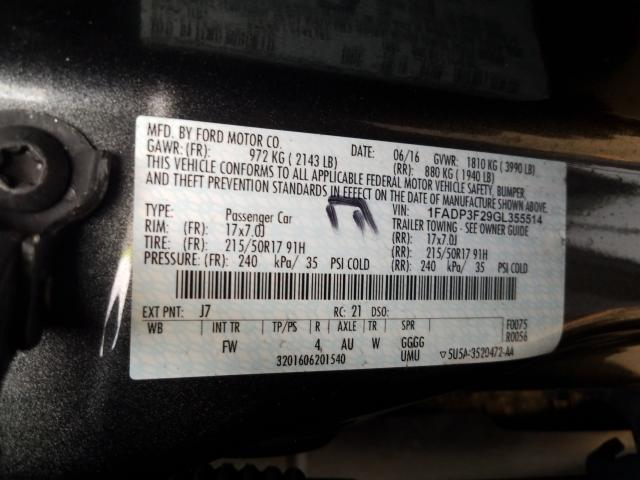 MFD. BY FORD MOTOR CO.
DATE: 06/16 GVWR: 1810 KG ( 3990 LB)
GAWR: (FR): 972 KG ( 2143 LB) (RR): 880 KG ( 1940 LB)
THIS VEHICLE CONFORMS TO ALL APPLICABLE FEDERAL MOTOR VEHICLE SAFETY, BUMPER,
AND THEFT PREVENTION STANDARDS IN EFFECT ON THE DATE OF MANUFACTURE SHOWN ABOVE.
VIN: 1FADP3F29GL355514
TYPE: Passenger Car TRAILER TOWING - SEE OWNER GUIDE
RIM: (FR): 17x7.0J (RR): 17x7.0J
TIRE: (FR): 215/50R17 91H (RR): 215/50R17 91H
PRESSURE: (FR): 240 kPa/ 35 PSI COLD (RR): 240 kPa/ 35 PSI COLD
EXT PNT: J7 RC: 21 DSO:
WB INT TR TP/PS R AXLE TR SPR
FW 4, AU W GGGG
3201606201540 UMU
F0075
R0056
▽5U5A-3520472-AA